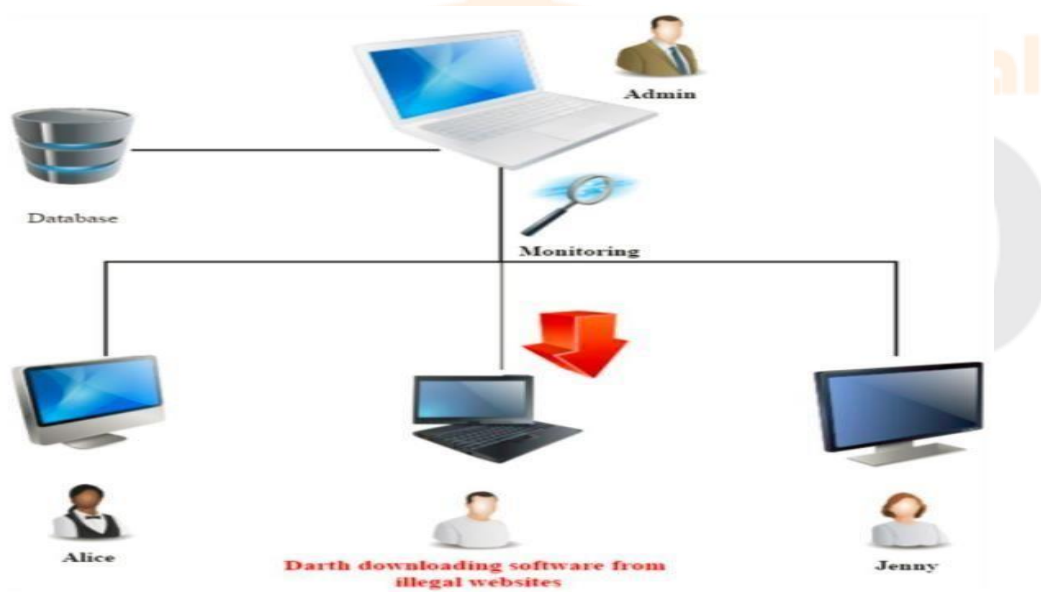 Admin
Database
Monitoring
Alice
Darth downloading software from
illegal websites
Jenny